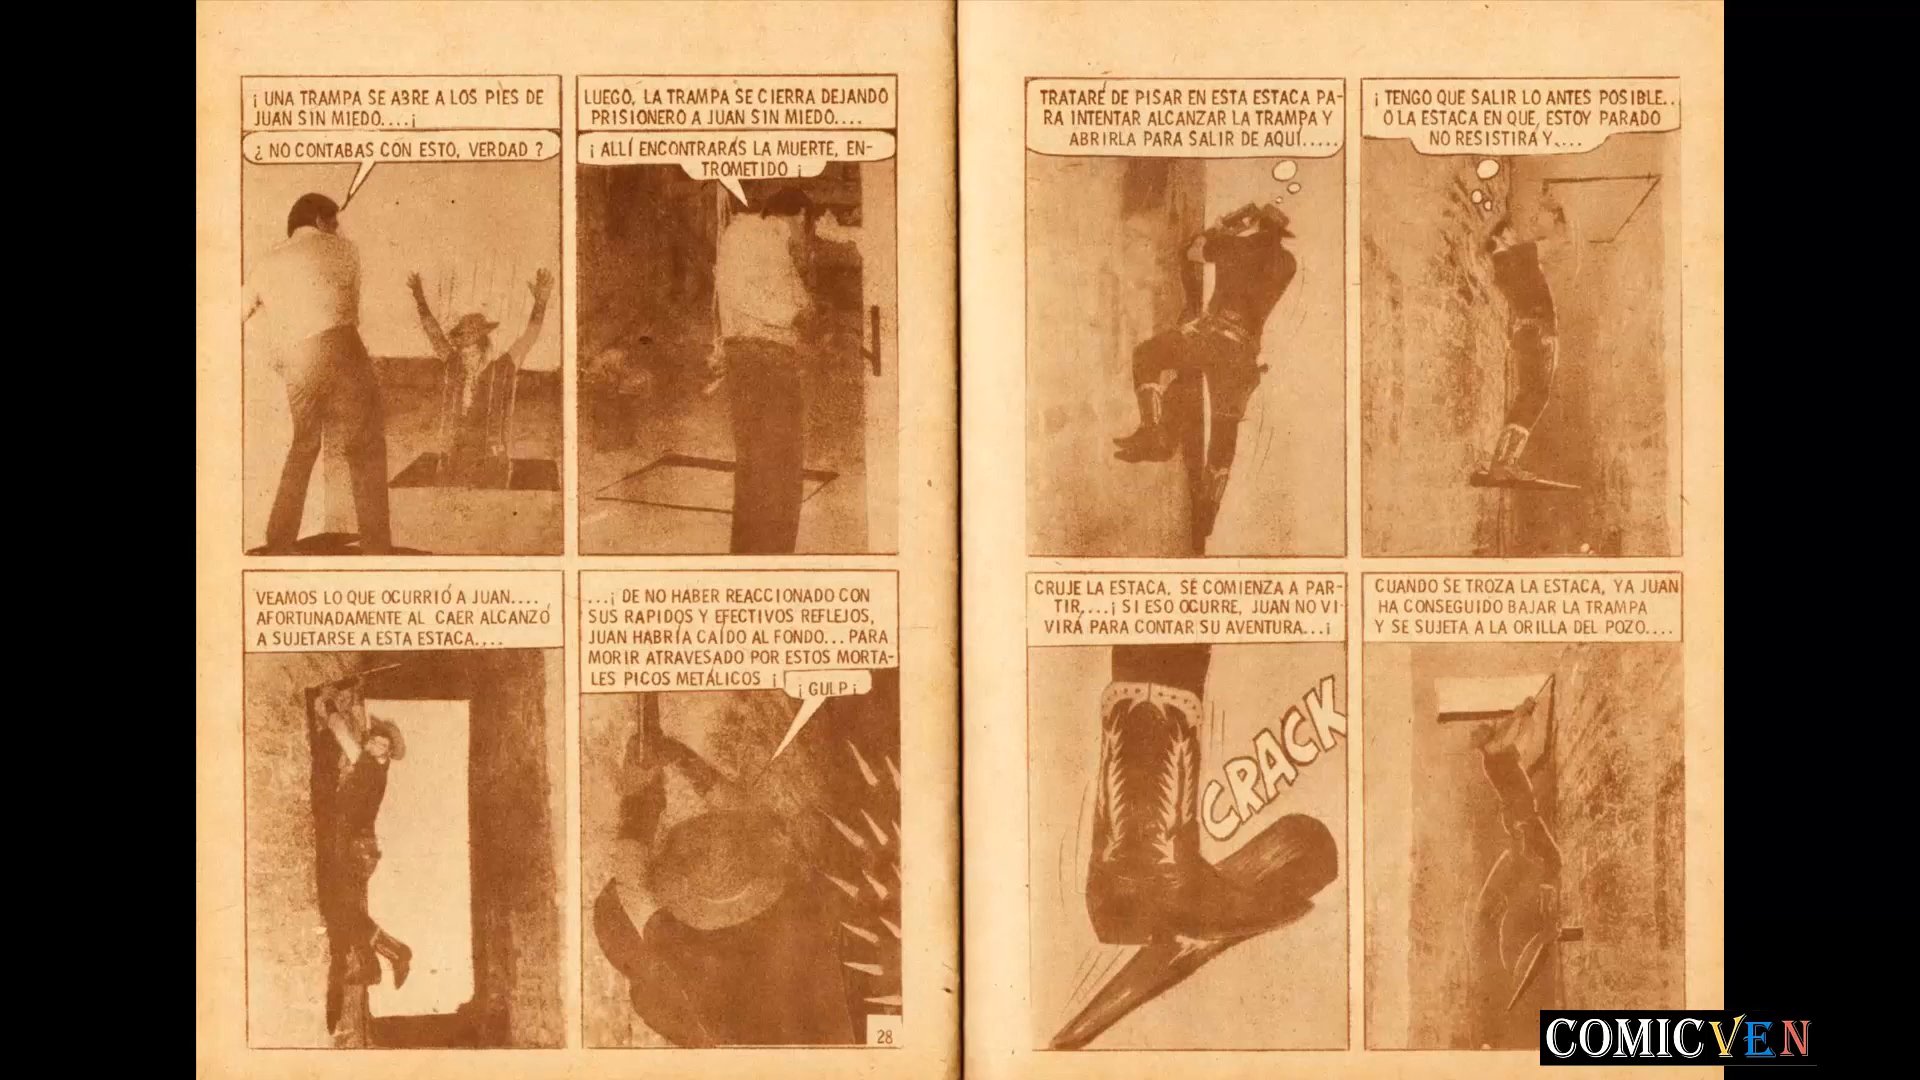 ¡ UNA TRAMPA SE ABRE A LOS PIES DE
JUAN SIN MIEDO....¡
¿ NO CONTABAS CON ESTO, VERDAD ?
LUEGO, LA TRAMPA SE CIERRA DEJANDO
PRISIONERO A JUAN SIN MIEDO....
¡ ALLÍ ENCONTRARÁS LA MUERTE, EN-
TROMETIDO ¡
VEAMOS LO QUE OCURRIÓ A JUAN....
AFORTUNADAMENTE AL CAER ALCANZÓ
A SUJETARSE A ESTA ESTACA....
...¡ DE NO HABER REACCIONADO CON
SUS RAPIDOS Y EFECTIVOS REFLEJOS,
JUAN HABRÍA CAÍDO AL FONDO... PARA
MORIR ATRAVESADO POR ESTOS MORTA-
LES PICOS METÁLICOS ¡
¡ GULP ¡
28
TRATARÉ DE PISAR EN ESTA ESTACA PA-
RA INTENTAR ALCANZAR LA TRAMPA Y
ABRIRLA PARA SALIR DE AQUÍ.....
¡ TENGO QUE SALIR LO ANTES POSIBLE..
O LA ESTACA EN QUE, ESTOY PARADO
NO RESISTIRÁ Y....
CRUJE LA ESTACA, SE COMIENZA A PAR-
TIR....¡ SI ESO OCURRE, JUAN NO VI-
VIRÁ PARA CONTAR SU AVENTURA...¡
CRACK
CUANDO SE TROZA LA ESTACA, YA JUAN
HA CONSEGUIDO BAJAR LA TRAMPA
Y SE SUJETA A LA ORILLA DEL POZO....
COMICVEN